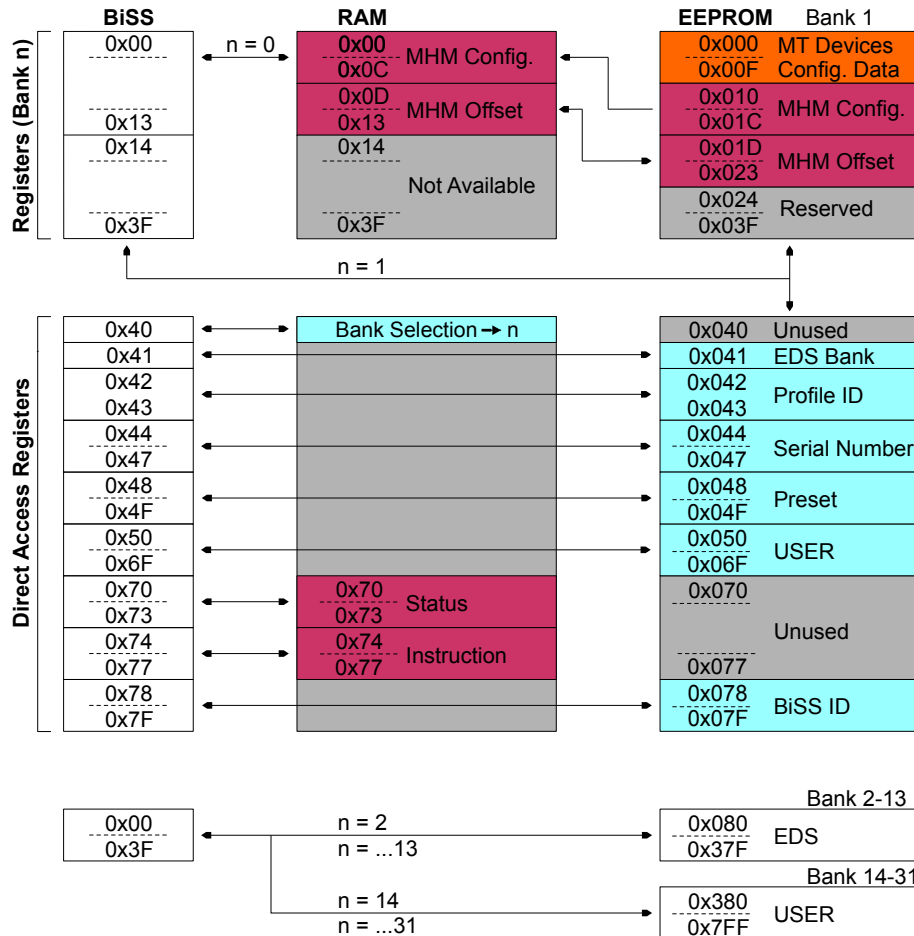 BiSS RAM EEPROM Bank 1
Registers (Bank n)
0x00 n = 0 0x00 0x000 MT Devices
0x0C MHM Config. 0x00F Config. Data
0x0D 0x010 MHM Config.
0x13 0x13 MHM Offset 0x01C
0x14 0x14 0x01D MHM Offset
Not Available 0x023
0x024 Reserved
0x3F 0x3F 0x03F
n = 1
Direct Access Registers
0x40 Bank Selection → n 0x040 Unused
0x41 0x041 EDS Bank
0x42 0x042 Profile ID
0x43 0x043
0x44 0x044 Serial Number
0x47 0x047
0x48 0x048 Preset
0x4F 0x04F
0x50 0x050 USER
0x6F 0x06F
0x70 0x70 Status 0x070
0x73 0x73
0x74 0x74 Instruction Unused
0x77 0x77 0x077
0x78 0x078 BiSS ID
0x7F 0x07F
Bank 2-13
0x00 n = 2 0x080 EDS
0x3F n = ...13 0x37F
Bank 14-31
n = 14 0x380 USER
n = ...31 0x7FF